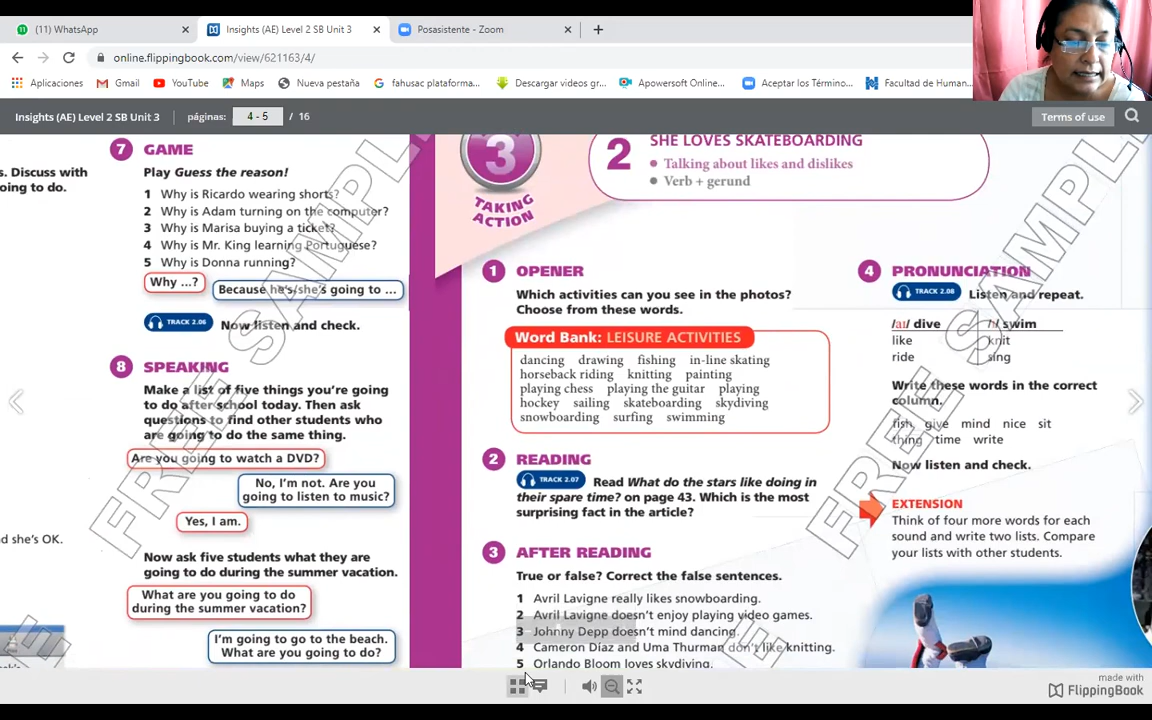 (11) WhatsApp
Insights (AE) Level 2 SB Unit 3
Posasistente - Zoom
online.flippingbook.com/view/621163/4/
Aplicaciones
Gmail
YouTube
Maps
Nueva pestaña
fahusac plataforma...
Descargar videos gr...
Apowersoft Online...
Aceptar los Término...
Facultad de Human...
Insights (AE) Level 2 SB Unit 3
páginas:
4 - 5
/ 16
Terms of use
s. Discuss with
oing to do.
d she's OK.
7 GAME
Play Guess the reason!
1 Why is Ricardo wearing shorts?
2 Why is Adam turning on the computer?
3 Why is Marisa buying a ticket?
4 Why is Mr. King learning Portuguese?
5 Why is Donna running?
Why ...?
Because he's/she's going to ...
TRACK 2.06 Now listen and check.
8 SPEAKING
Make a list of five things you're going
to do after school today. Then ask
questions to find other students who
are going to do the same thing.
Are you going to watch a DVD?
No, I'm not. Are you
going to listen to music?
Yes, I am.
Now ask five students what they are
going to do during the summer vacation.
What are you going to do
during the summer vacation?
I'm going to go to the beach.
What are you going to do?
3
TAKING
ACTION
2
SHE LOVES SKATEBOARDING
Talking about likes and dislikes
Verb + gerund
1 OPENER
Which activities can you see in the photos?
Choose from these words.
Word Bank: LEISURE ACTIVITIES
dancing drawing fishing in-line skating
horseback riding knitting painting
playing chess playing the guitar playing
hockey sailing skateboarding skydiving
snowboarding surfing swimming
2 READING
TRACK 2.07 Read What do the stars like doing in
their spare time? on page 43. Which is the most
surprising fact in the article?
3 AFTER READING
True or false? Correct the false sentences.
1 Avril Lavigne really likes snowboarding.
2 Avril Lavigne doesn't enjoy playing video games.
3 Johnny Depp doesn't mind dancing.
4 Cameron Díaz and Uma Thurman don't like knitting.
5 Orlando Bloom loves skydiving.
4 PRONUNCIATION
TRACK 2.08 Listen and repeat.
/aɪ/ dive /ɪ/ swim
like knit
ride sing
Write these words in the correct
column.
fish give mind nice sit
thing time write
Now listen and check.
EXTENSION
Think of four more words for each
sound and write two lists. Compare
your lists with other students.
FREE SAMPLE
FREE SAMPLE
made with
FlippingBook